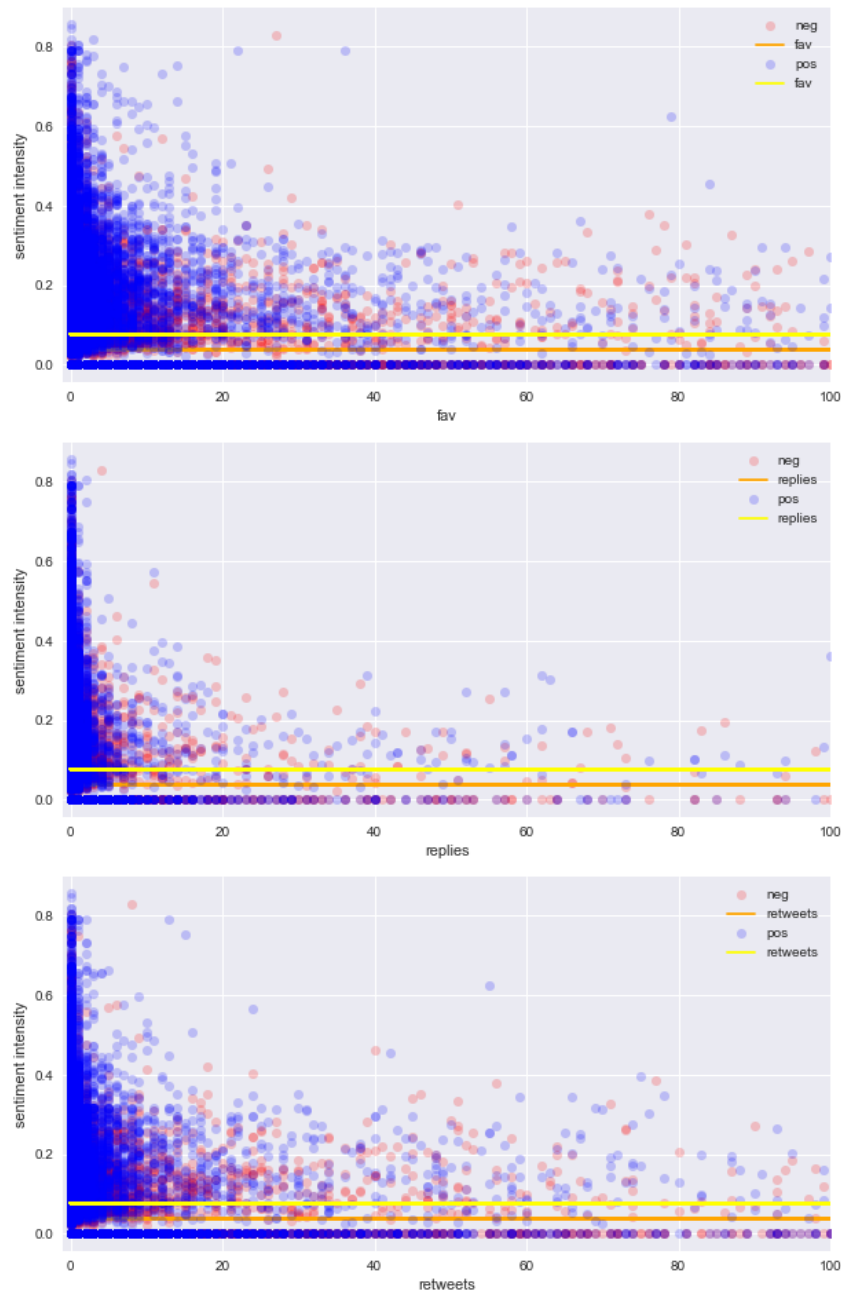 neg
fav
pos
fav
0.8
0.6
0.4
0.2
0.0
sentiment intensity
0 20 40 60 80 100
fav
neg
replies
pos
replies
0.8
0.6
0.4
0.2
0.0
sentiment intensity
0 20 40 60 80 100
replies
neg
retweets
pos
retweets
0.8
0.6
0.4
0.2
0.0
sentiment intensity
0 20 40 60 80 100
retweets